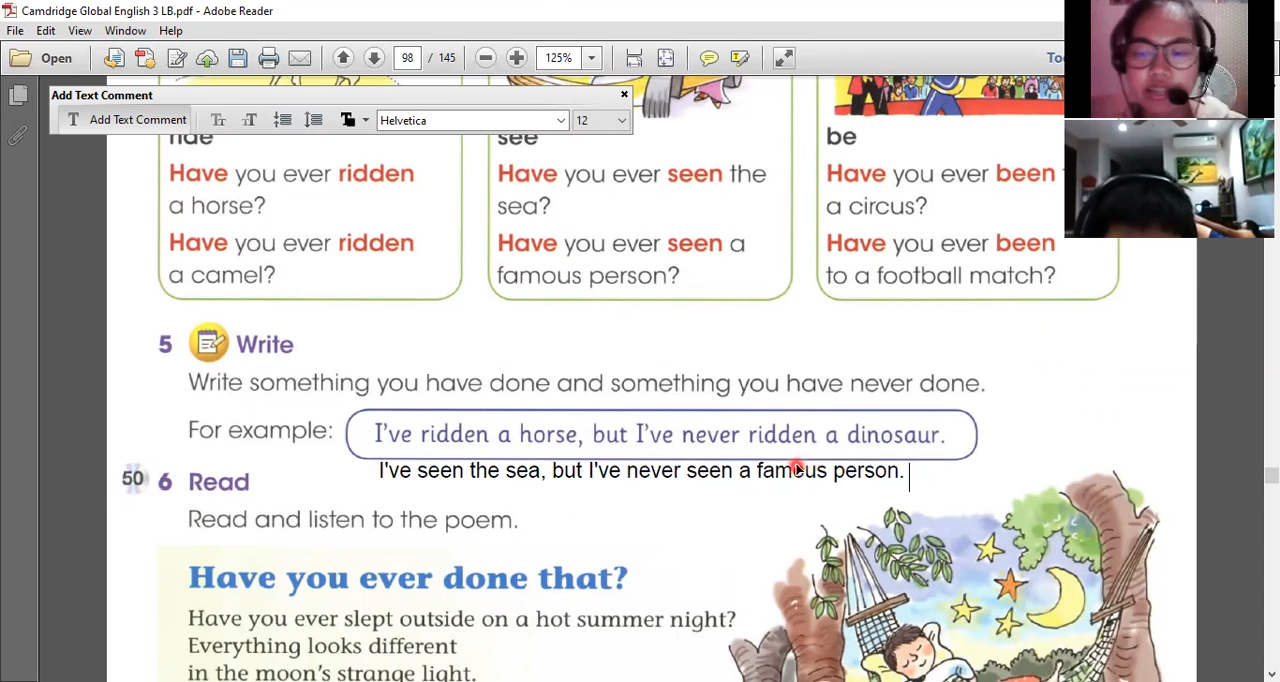 Camdridge Global English 3 LB.pdf - Adobe Reader
File Edit View Window Help
Open 98 / 145 125%
Add Text Comment
Add Text Comment Helvetica 12
ride
Have you ever ridden
a horse?
Have you ever ridden
a camel?
see
Have you ever seen the
sea?
Have you ever seen a
famous person?
be
Have you ever been
a circus?
Have you ever been
to a football match?
5 Write
Write something you have done and something you have never done.
For example: I've ridden a horse, but I've never ridden a dinosaur.
I've seen the sea, but I've never seen a famous person.
50 6 Read
Read and listen to the poem.
Have you ever done that?
Have you ever slept outside on a hot summer night?
Everything looks different
in the moon's strange light.